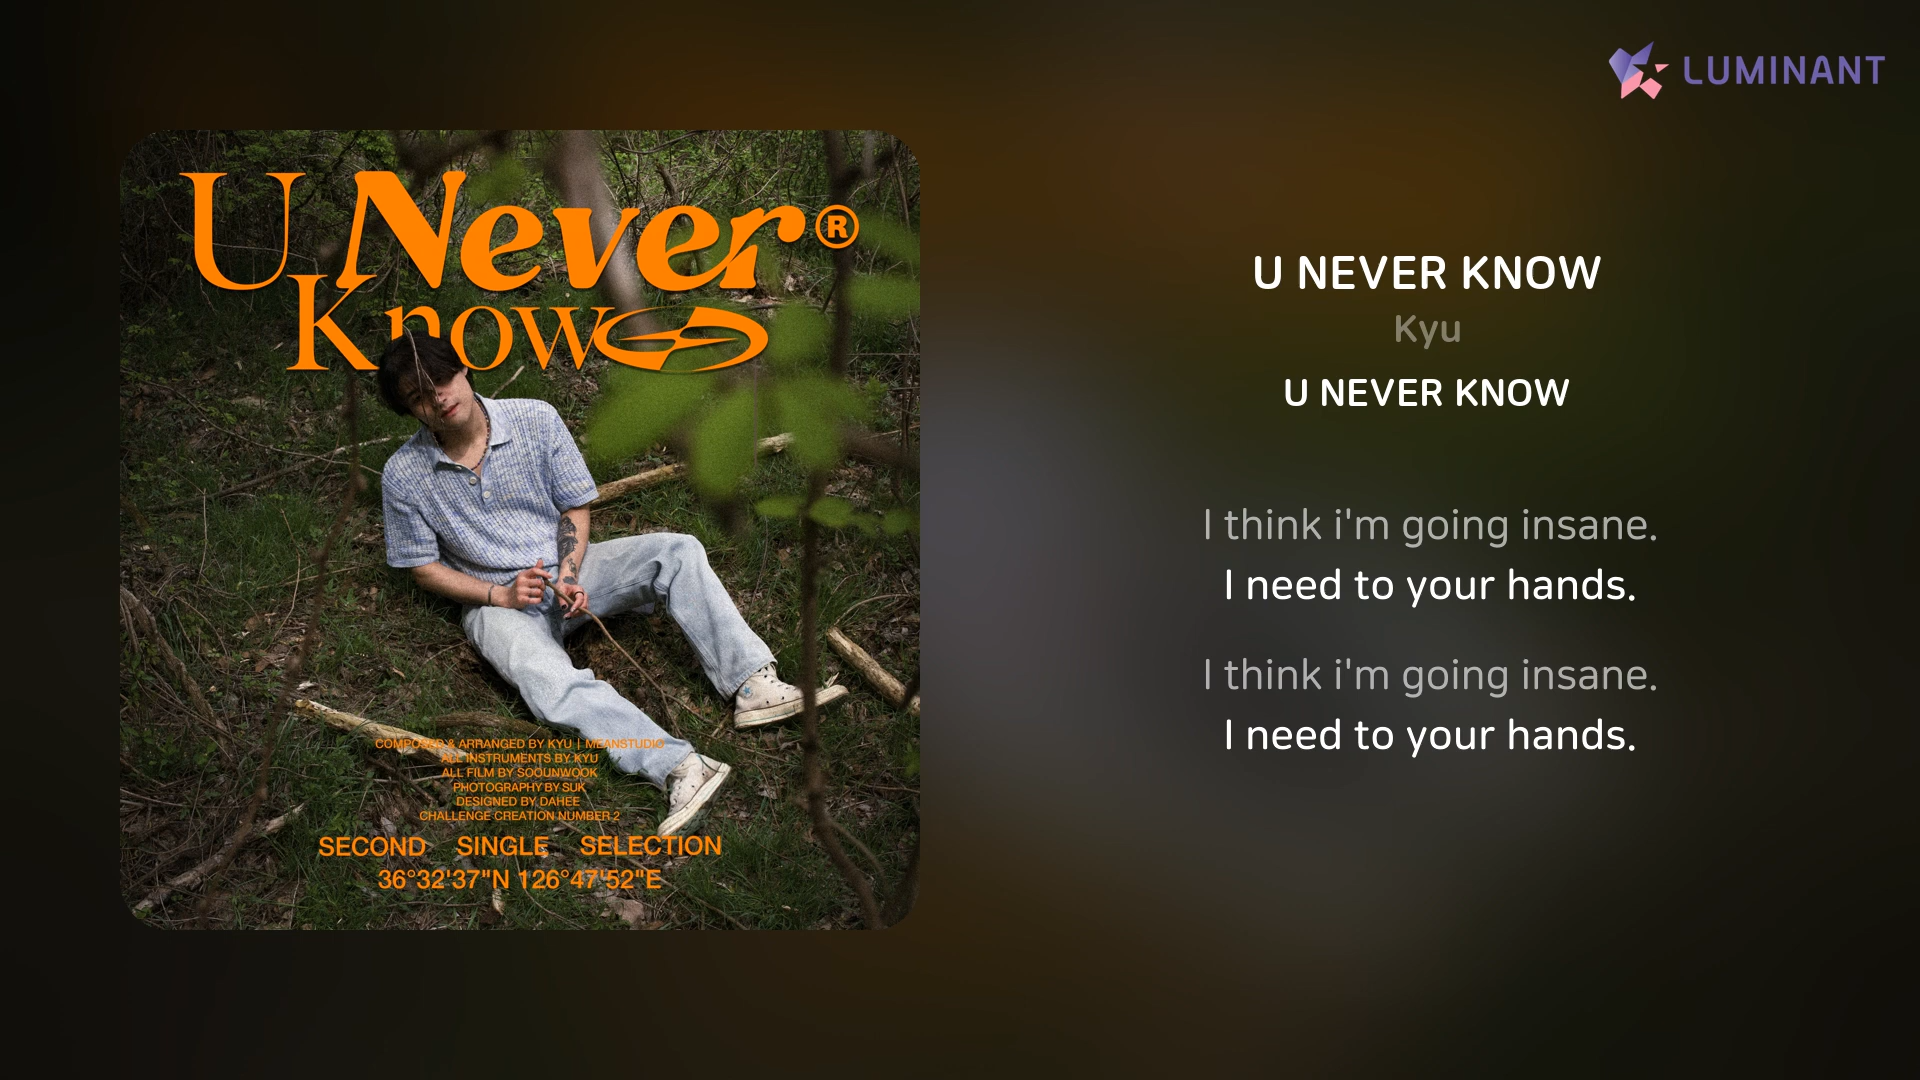 LUMINANT
U Never®
Know
COMPOSER & ARRANGED BY KYU | MEANSTUDIO
ALL INSTRUMENTS BY KYU
ALL FILM BY SOOUNWOOK
PHOTOGRAPHY BY SUK
DESIGNED BY DAHEE
CHALLENGE CREATION NUMBER 2
SECOND SINGLE SELECTION
36°32'37"N 126°47'52"E
U NEVER KNOW
Kyu
U NEVER KNOW
I think i'm going insane.
I need to your hands.
I think i'm going insane.
I need to your hands.